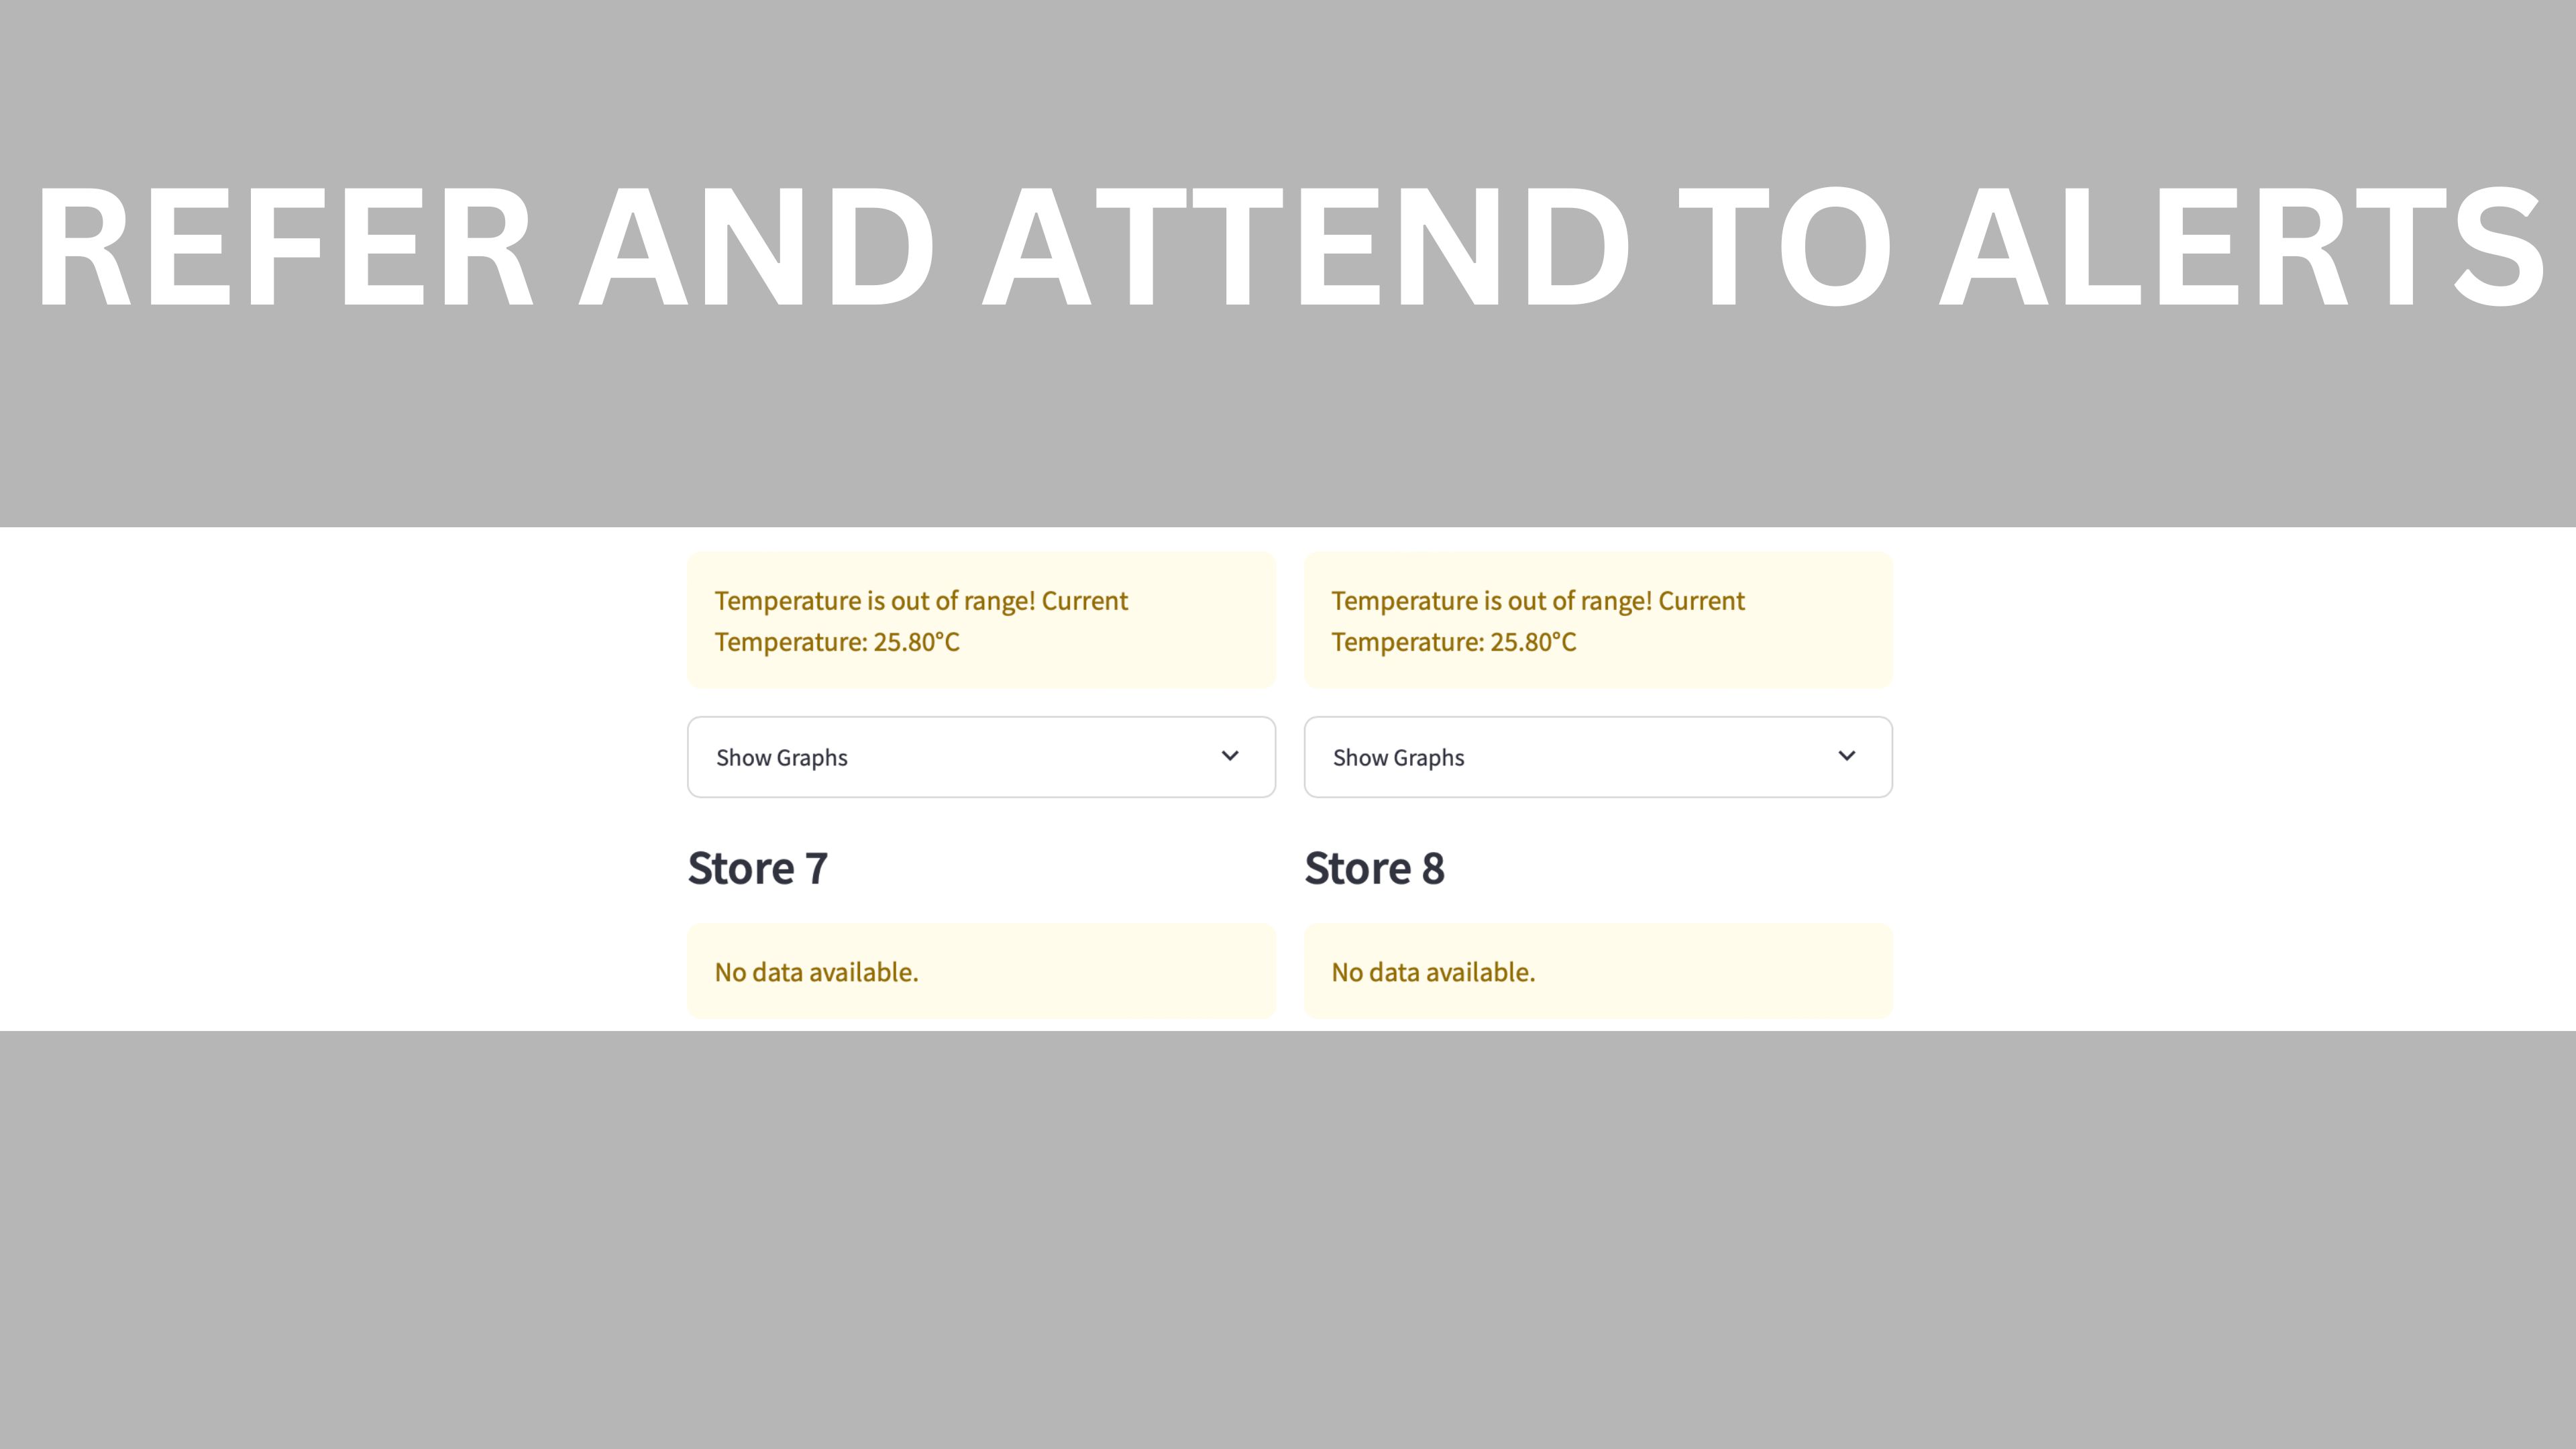 REFER AND ATTEND TO ALERTS
Temperature is out of range! Current
Temperature: 25.80°C
Temperature is out of range! Current
Temperature: 25.80°C
Show Graphs
Show Graphs
Store 7
Store 8
No data available.
No data available.